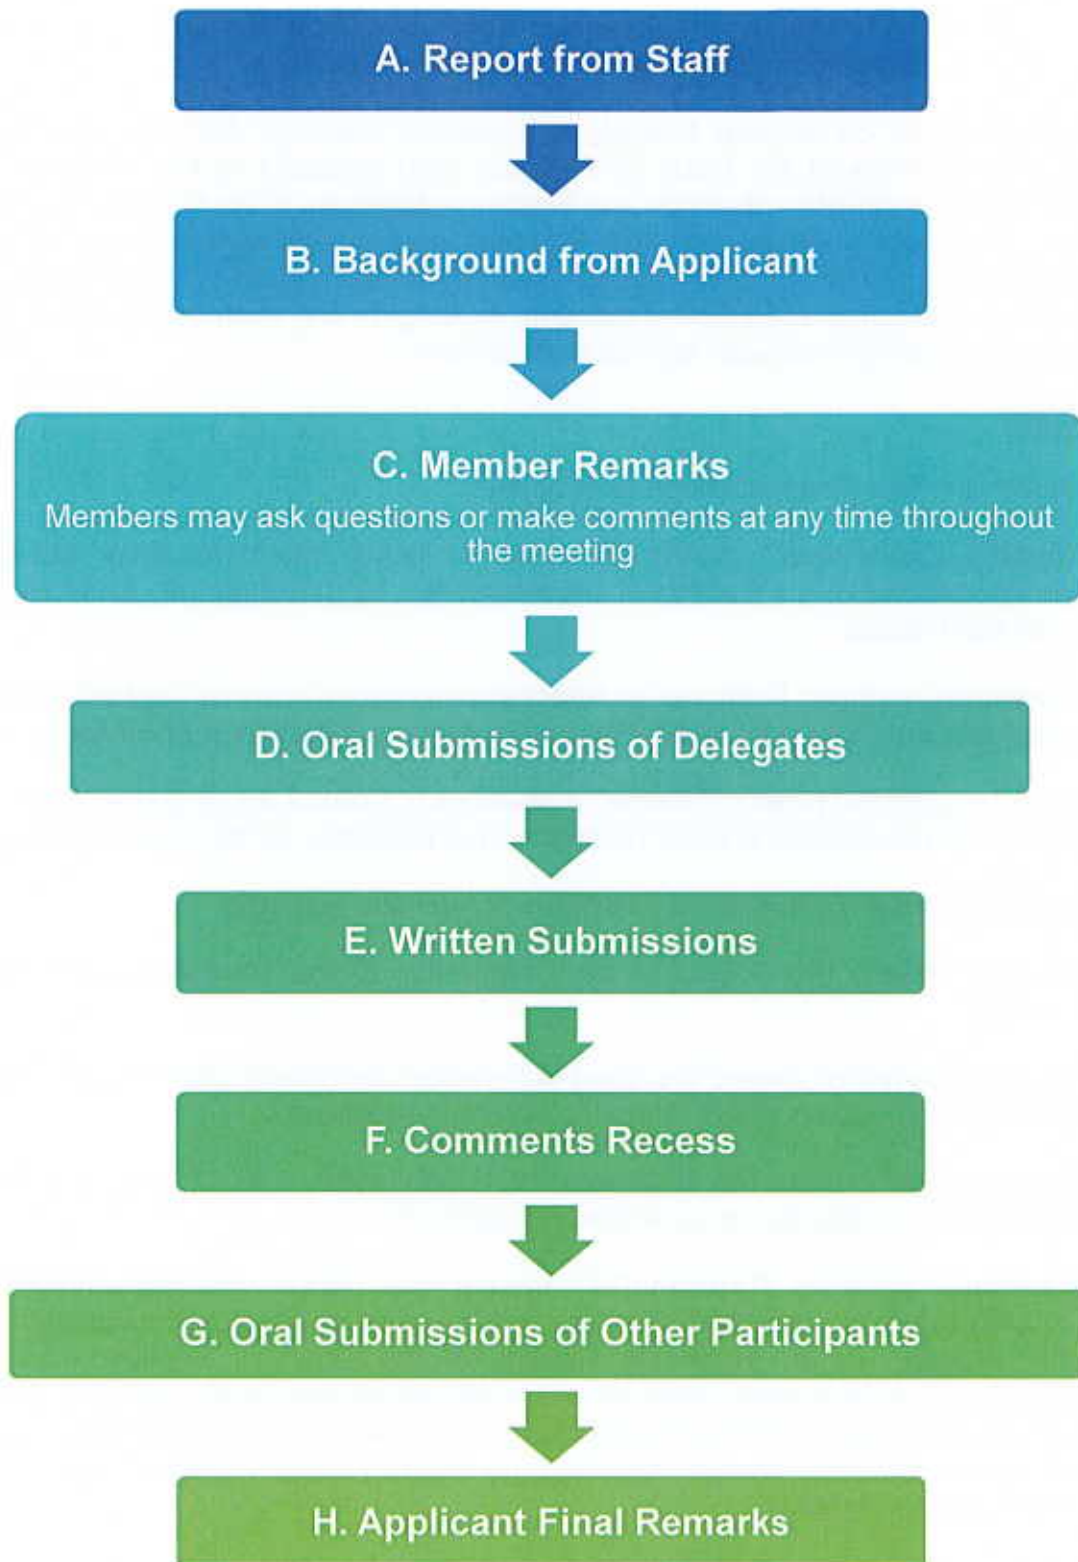 A. Report from Staff
B. Background from Applicant
C. Member Remarks
Members may ask questions or make comments at any time throughout
the meeting
D. Oral Submissions of Delegates
E. Written Submissions
F. Comments Recess
G. Oral Submissions of Other Participants
H. Applicant Final Remarks